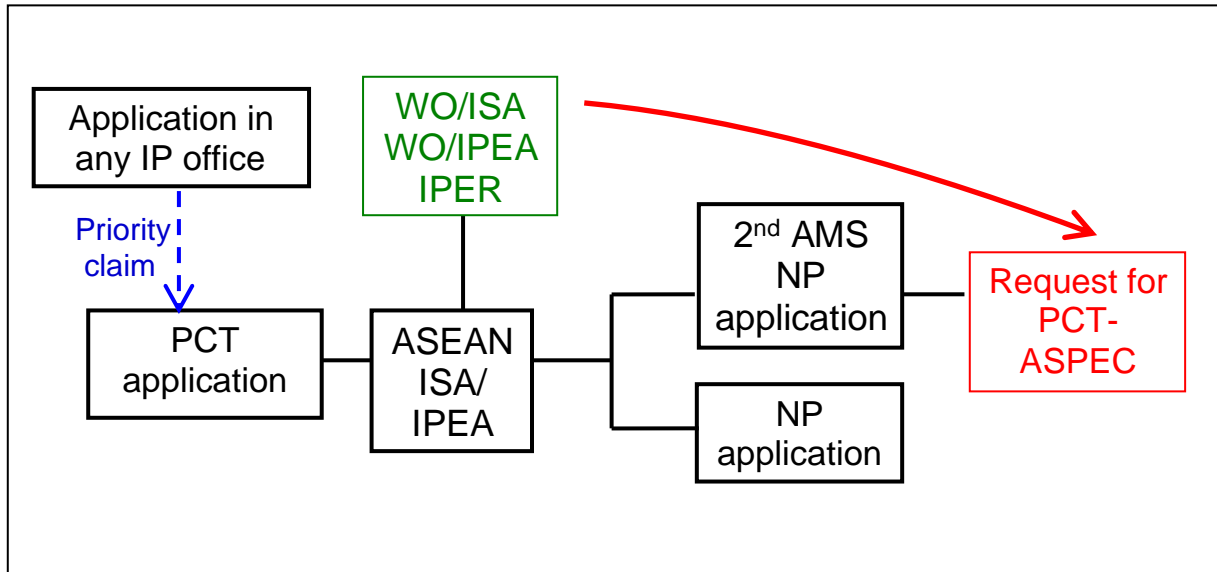 Application in
any IP office
Priority
claim
PCT
application
WO/ISA
WO/IPEA
IPER
ASEAN
ISA/
IPEA
2nd AMS
NP
application
NP
application
Request for
PCT-
ASPEC